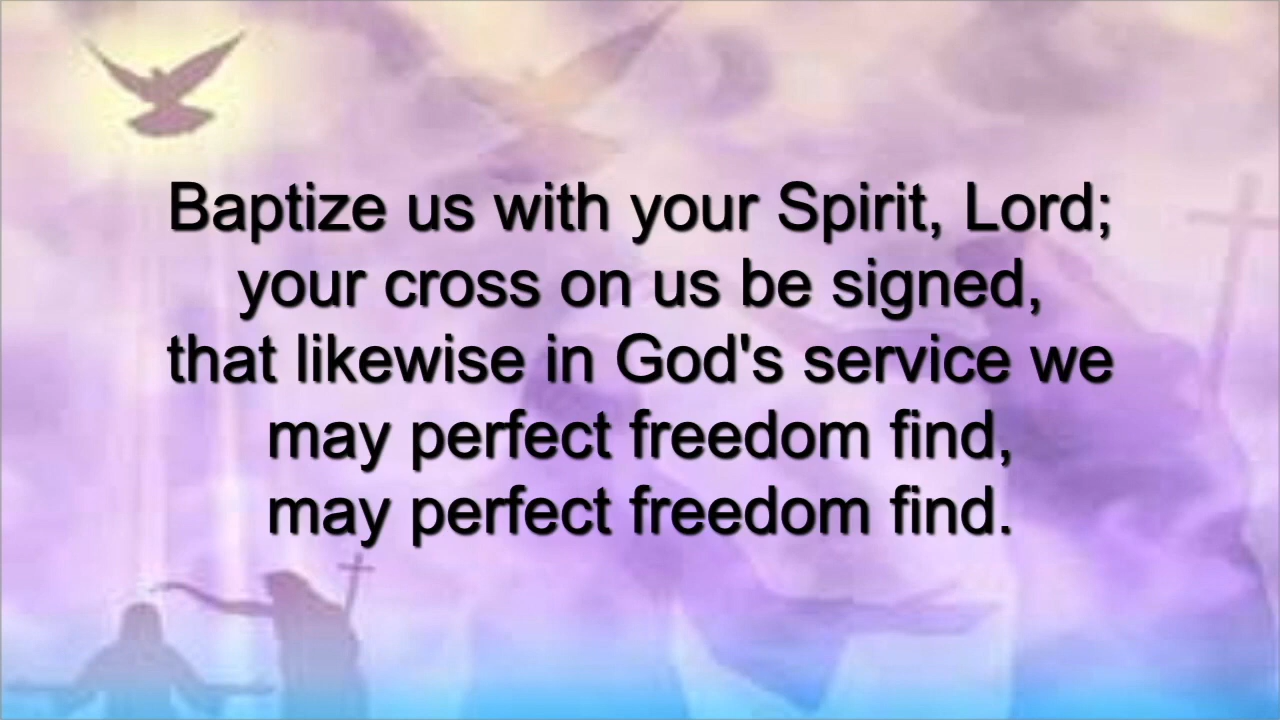 Baptize us with your Spirit, Lord;
your cross on us be signed,
that likewise in God's service we
may perfect freedom find,
may perfect freedom find.